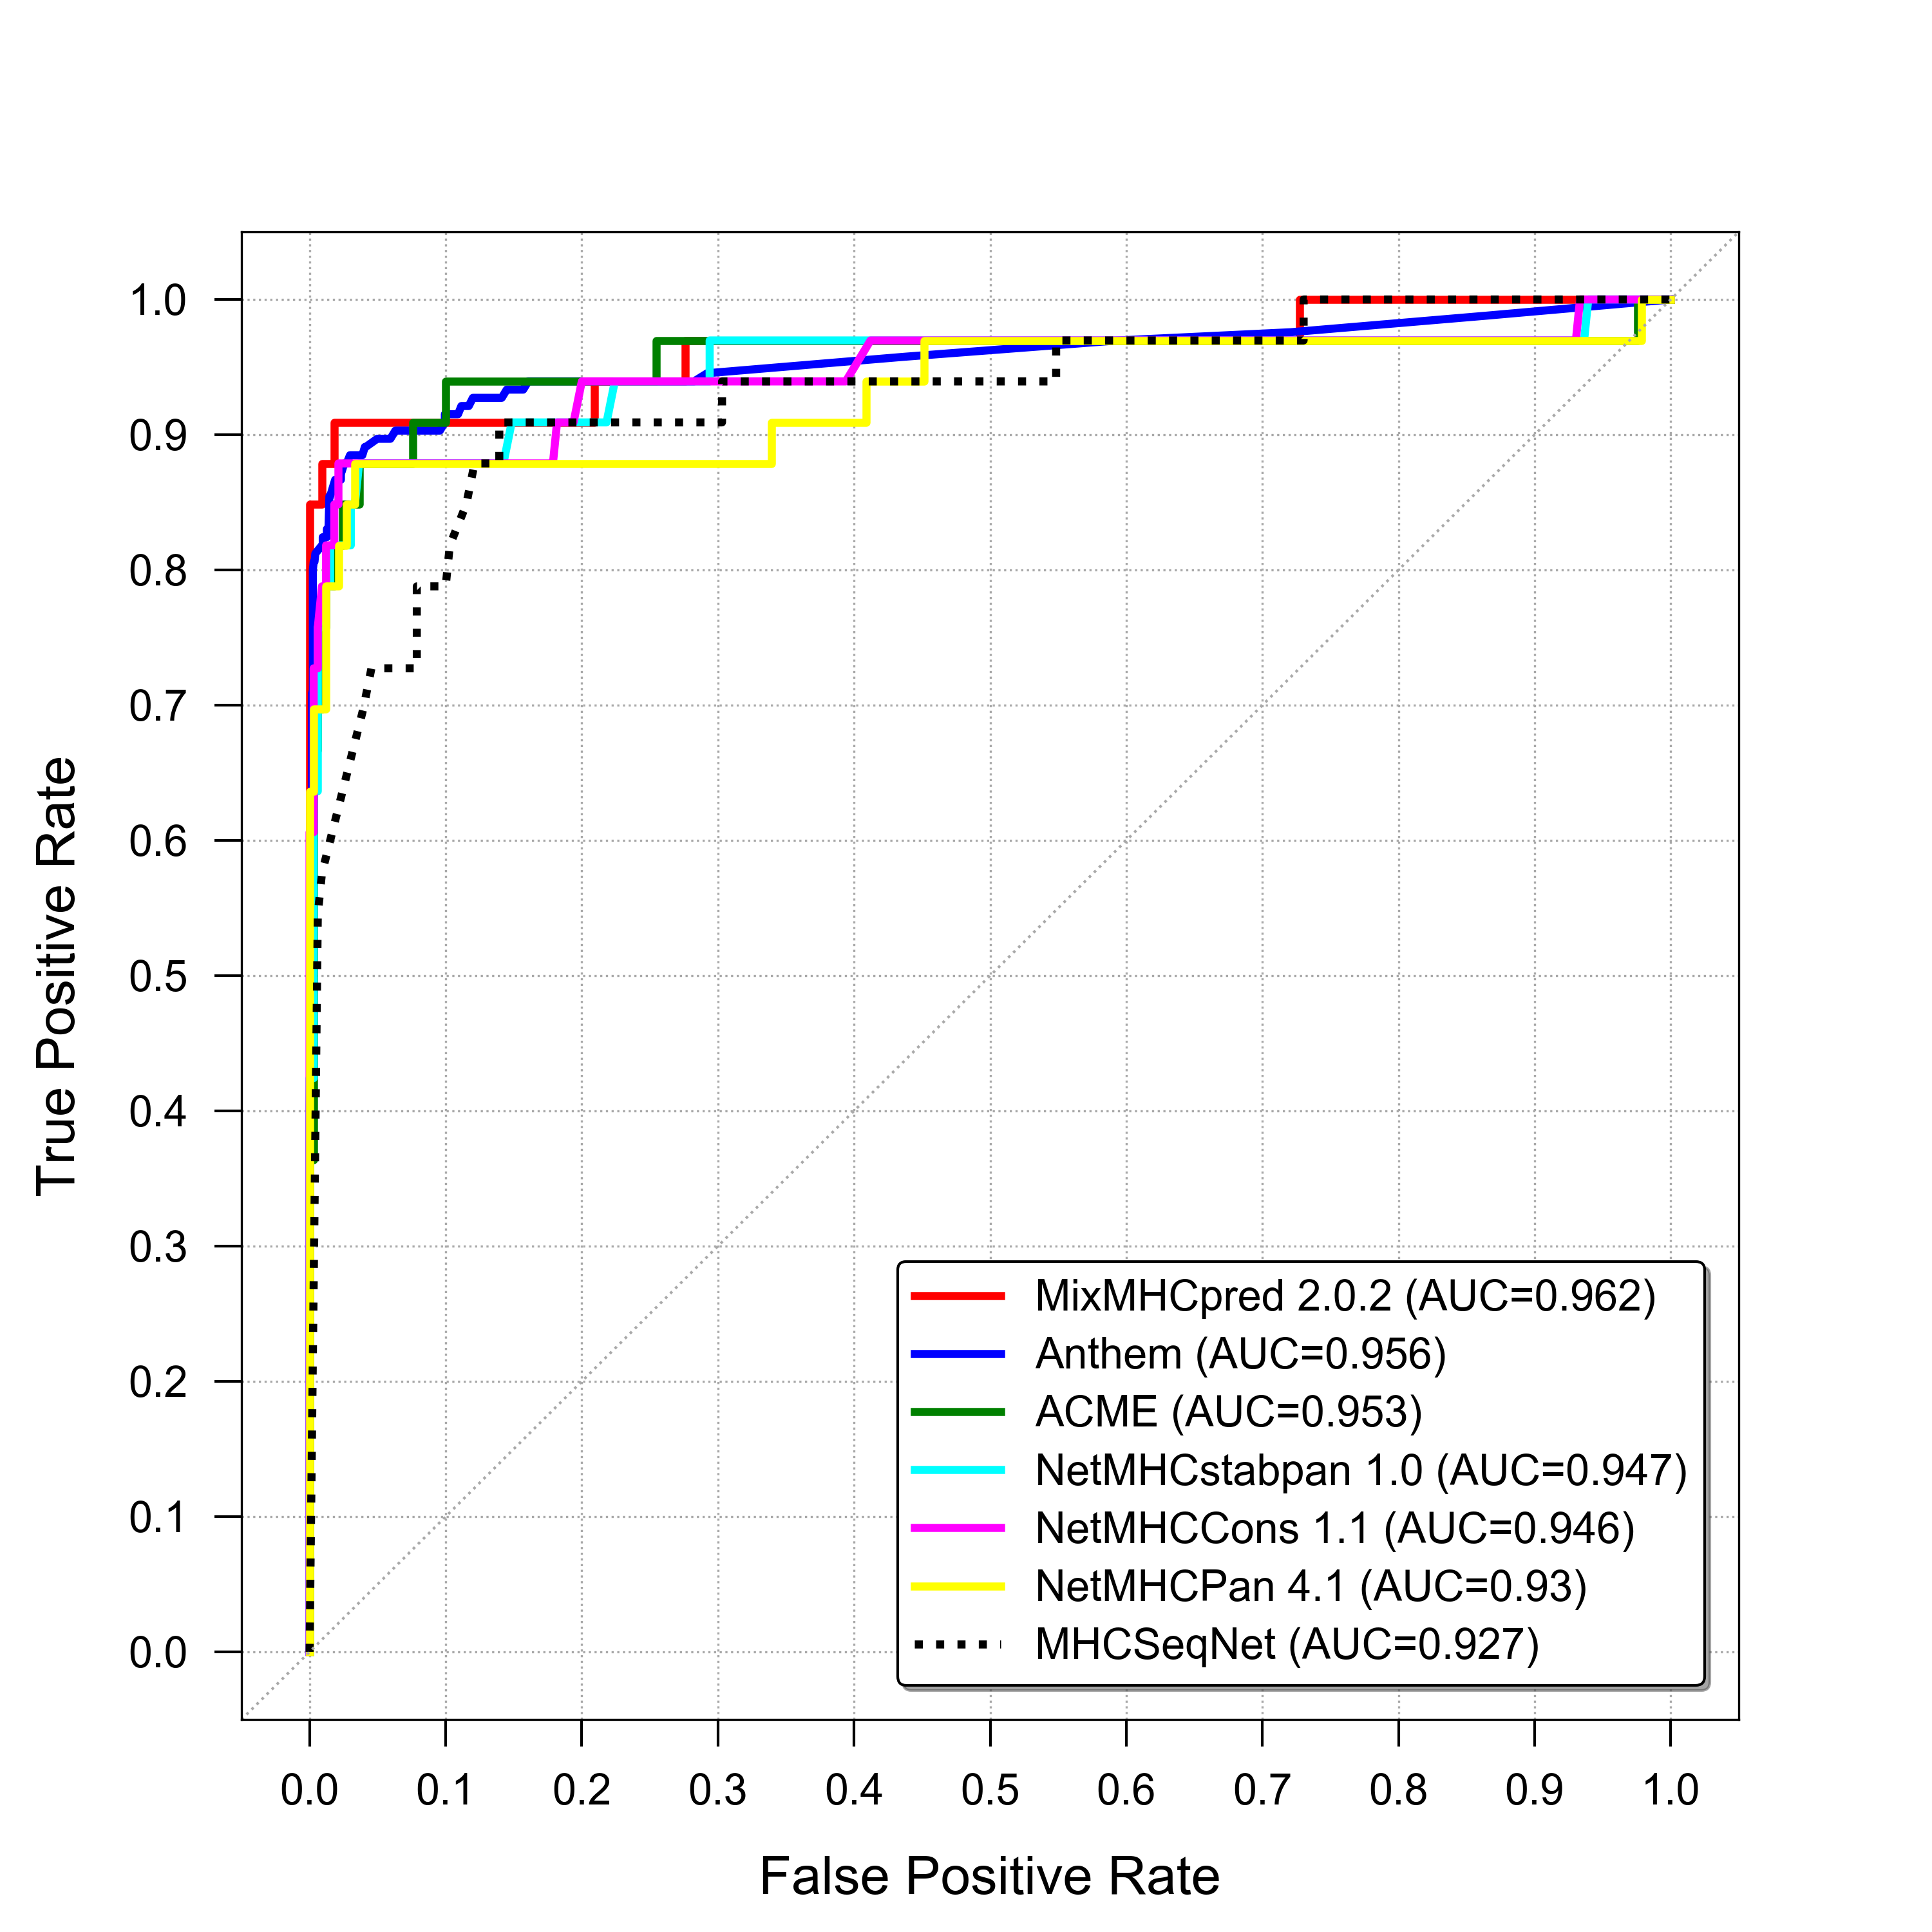 1.0
0.9
0.8
0.7
0.6
0.5
0.4
0.3
0.2
0.1
0.0
True Positive Rate
MixMHCpred 2.0.2 (AUC=0.962)
Anthem (AUC=0.956)
ACME (AUC=0.953)
NetMHCstabpan 1.0 (AUC=0.947)
NetMHCCons 1.1 (AUC=0.946)
NetMHCPan 4.1 (AUC=0.93)
MHCSeqNet (AUC=0.927)
0.0 0.1 0.2 0.3 0.4 0.5 0.6 0.7 0.8 0.9 1.0
False Positive Rate